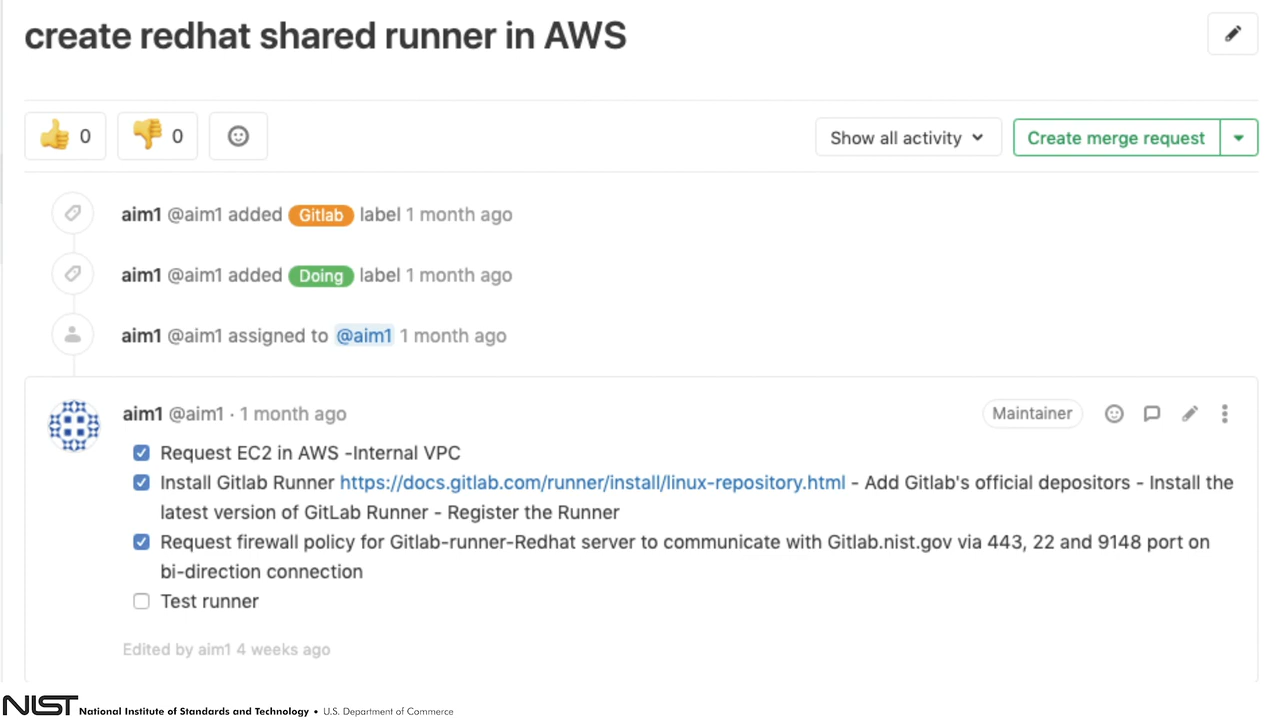 create redhat shared runner in AWS
0 0 Show all activity Create merge request
aim1 @aim1 added Gitlab label 1 month ago
aim1 @aim1 added Doing label 1 month ago
aim1 @aim1 assigned to @aim1 1 month ago
aim1 @aim1 · 1 month ago Maintainer
Request EC2 in AWS -Internal VPC
Install Gitlab Runner https://docs.gitlab.com/runner/install/linux-repository.html - Add Gitlab's official depositors - Install the
latest version of GitLab Runner - Register the Runner
Request firewall policy for Gitlab-runner-Redhat server to communicate with Gitlab.nist.gov via 443, 22 and 9148 port on
bi-direction connection
Test runner
Edited by aim1 4 weeks ago
NIST National Institute of Standards and Technology • U.S. Department of Commerce